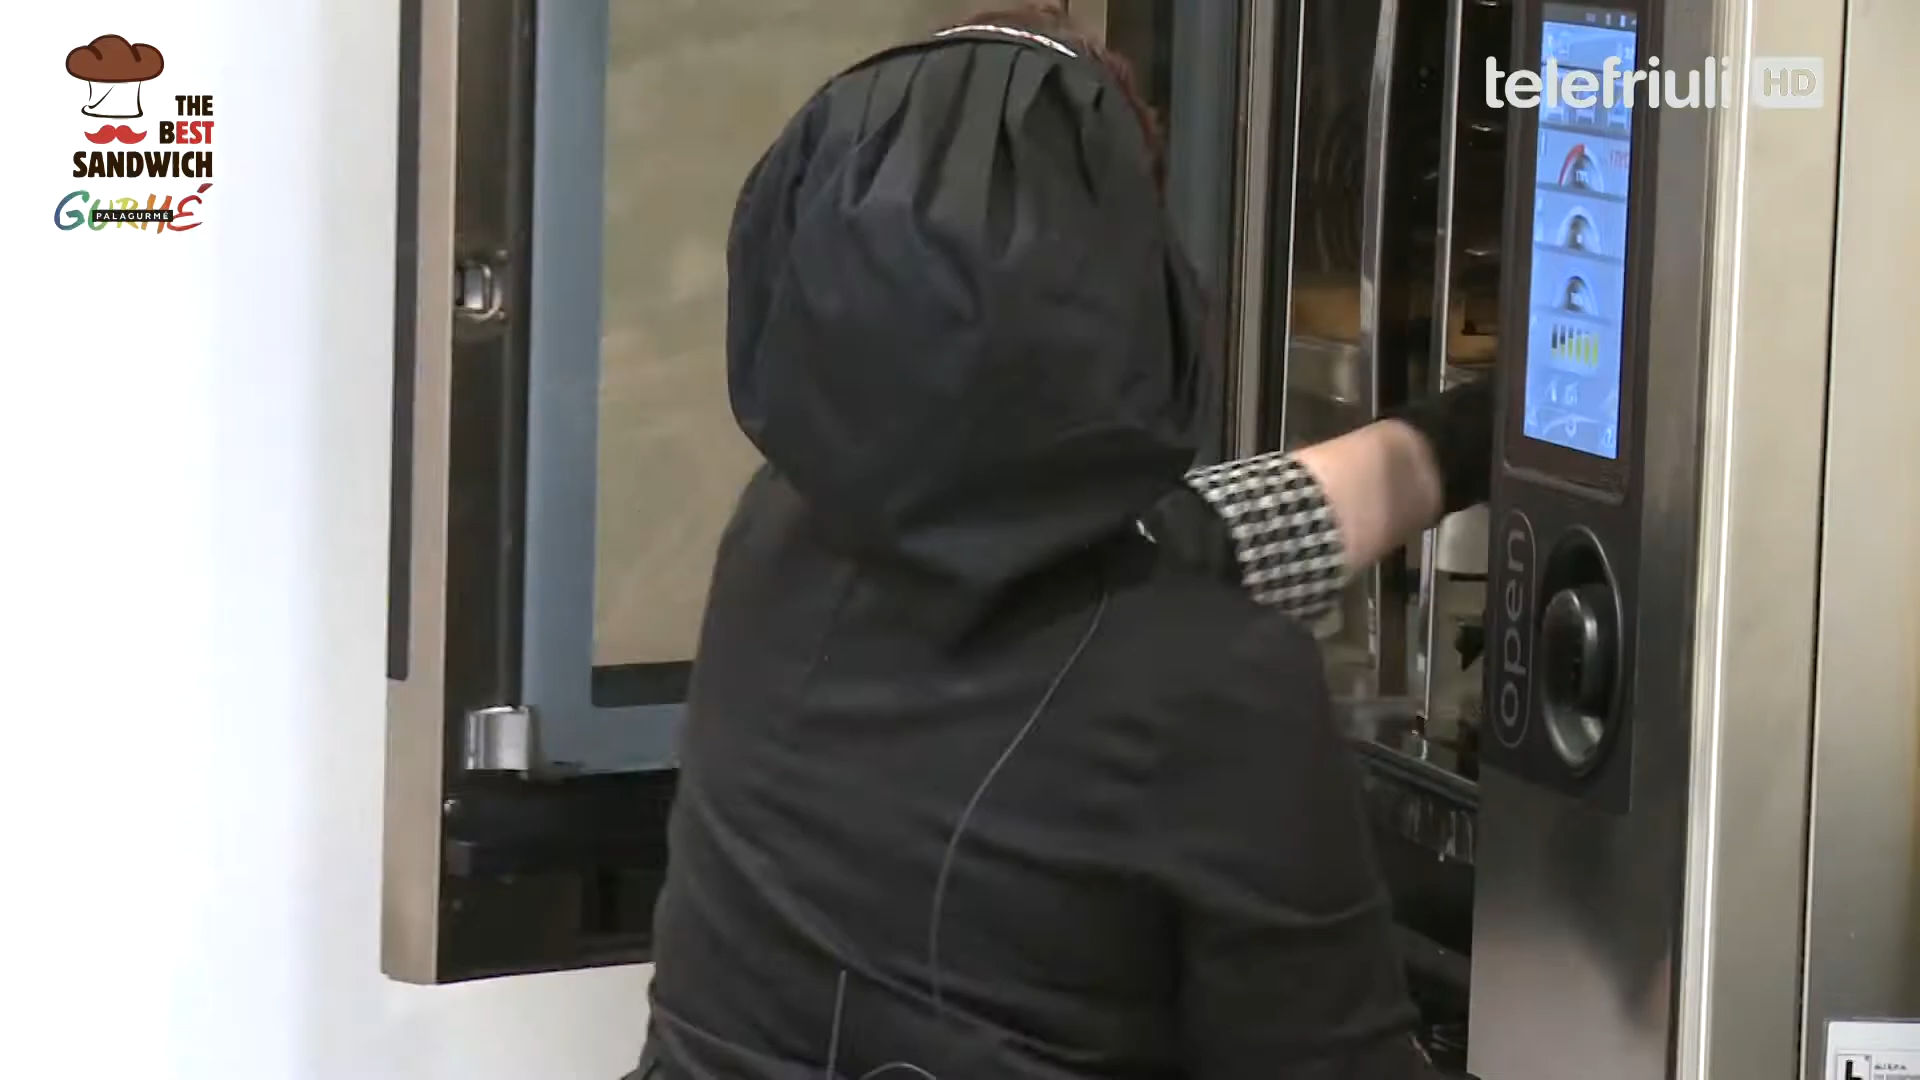 THE
BEST
SANDWICH
GURMÉ
PALAGURMÉ
telefriuli HD
open